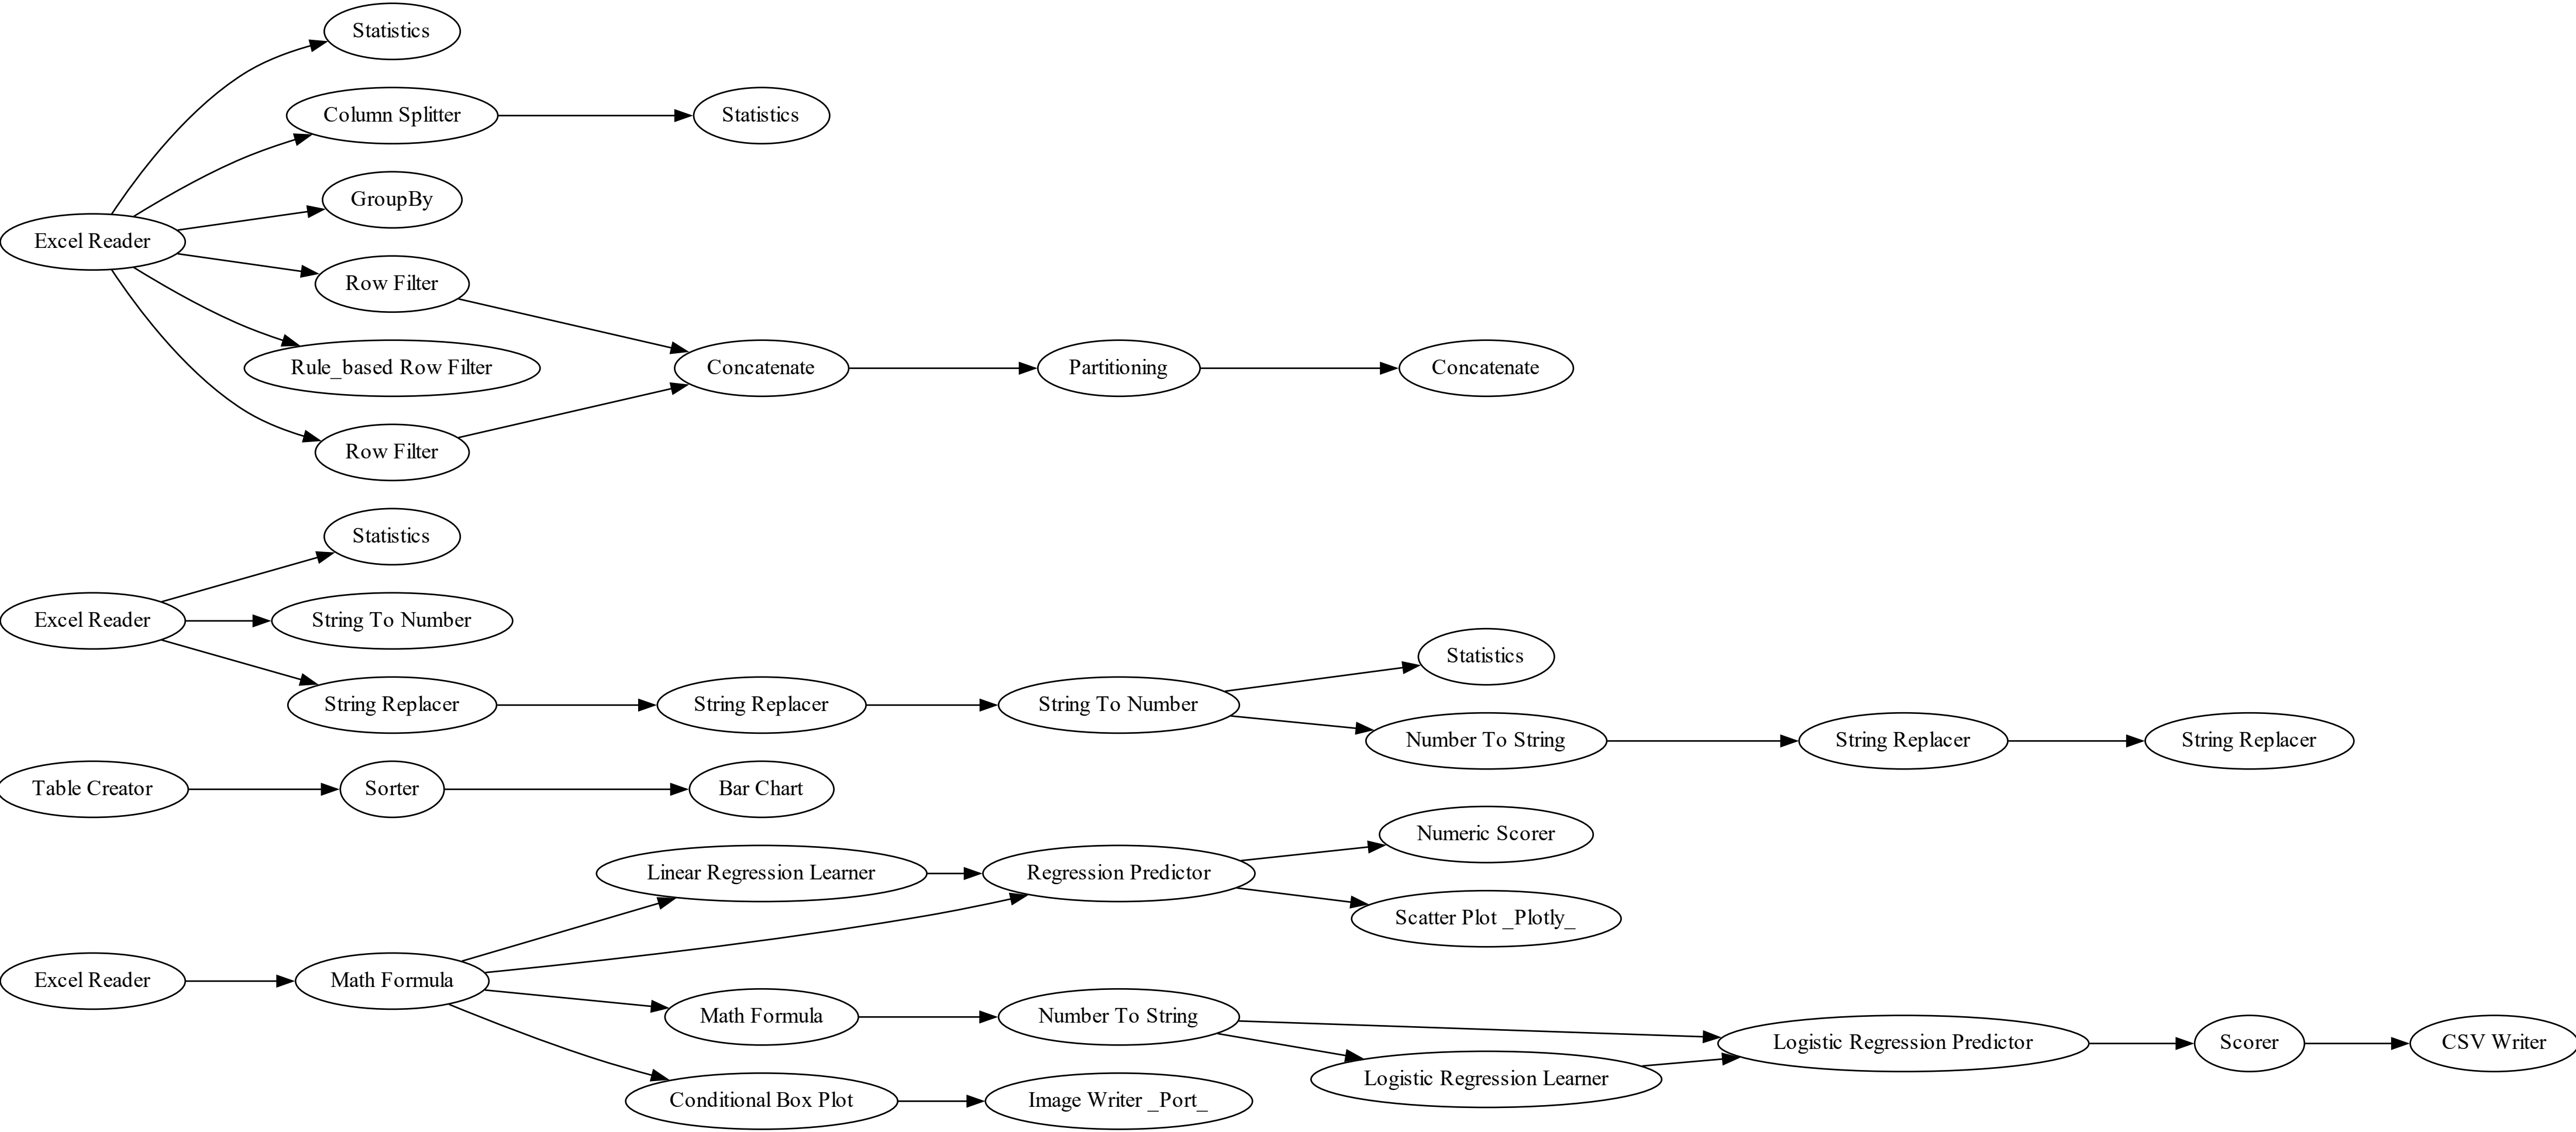 Statistics
Column Splitter
Statistics
GroupBy
Excel Reader
Row Filter
Rule_based Row Filter
Concatenate
Partitioning
Concatenate
Row Filter
Statistics
Excel Reader
String To Number
Statistics
String Replacer
String Replacer
String To Number
Number To String
String Replacer
String Replacer
Table Creator
Sorter
Bar Chart
Numeric Scorer
Linear Regression Learner
Regression Predictor
Scatter Plot _Plotly_
Excel Reader
Math Formula
Math Formula
Number To String
Logistic Regression Predictor
Scorer
CSV Writer
Logistic Regression Learner
Conditional Box Plot
Image Writer _Port_